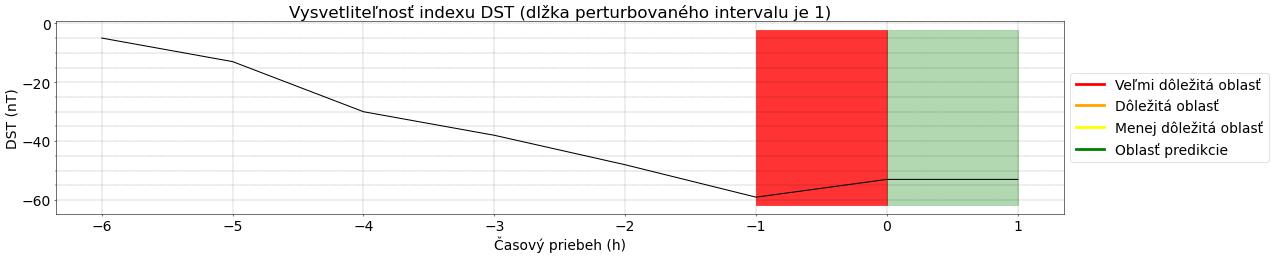 Vysvetliteľnosť indexu DST (dĺžka perturbovaného intervalu je 1)
0
−20
−40
−60
DST (nT)
−6 −5 −4 −3 −2 −1 0 1
Časový priebeh (h)
Veľmi dôležitá oblasť
Dôležitá oblasť
Menej dôležitá oblasť
Oblasť predikcie